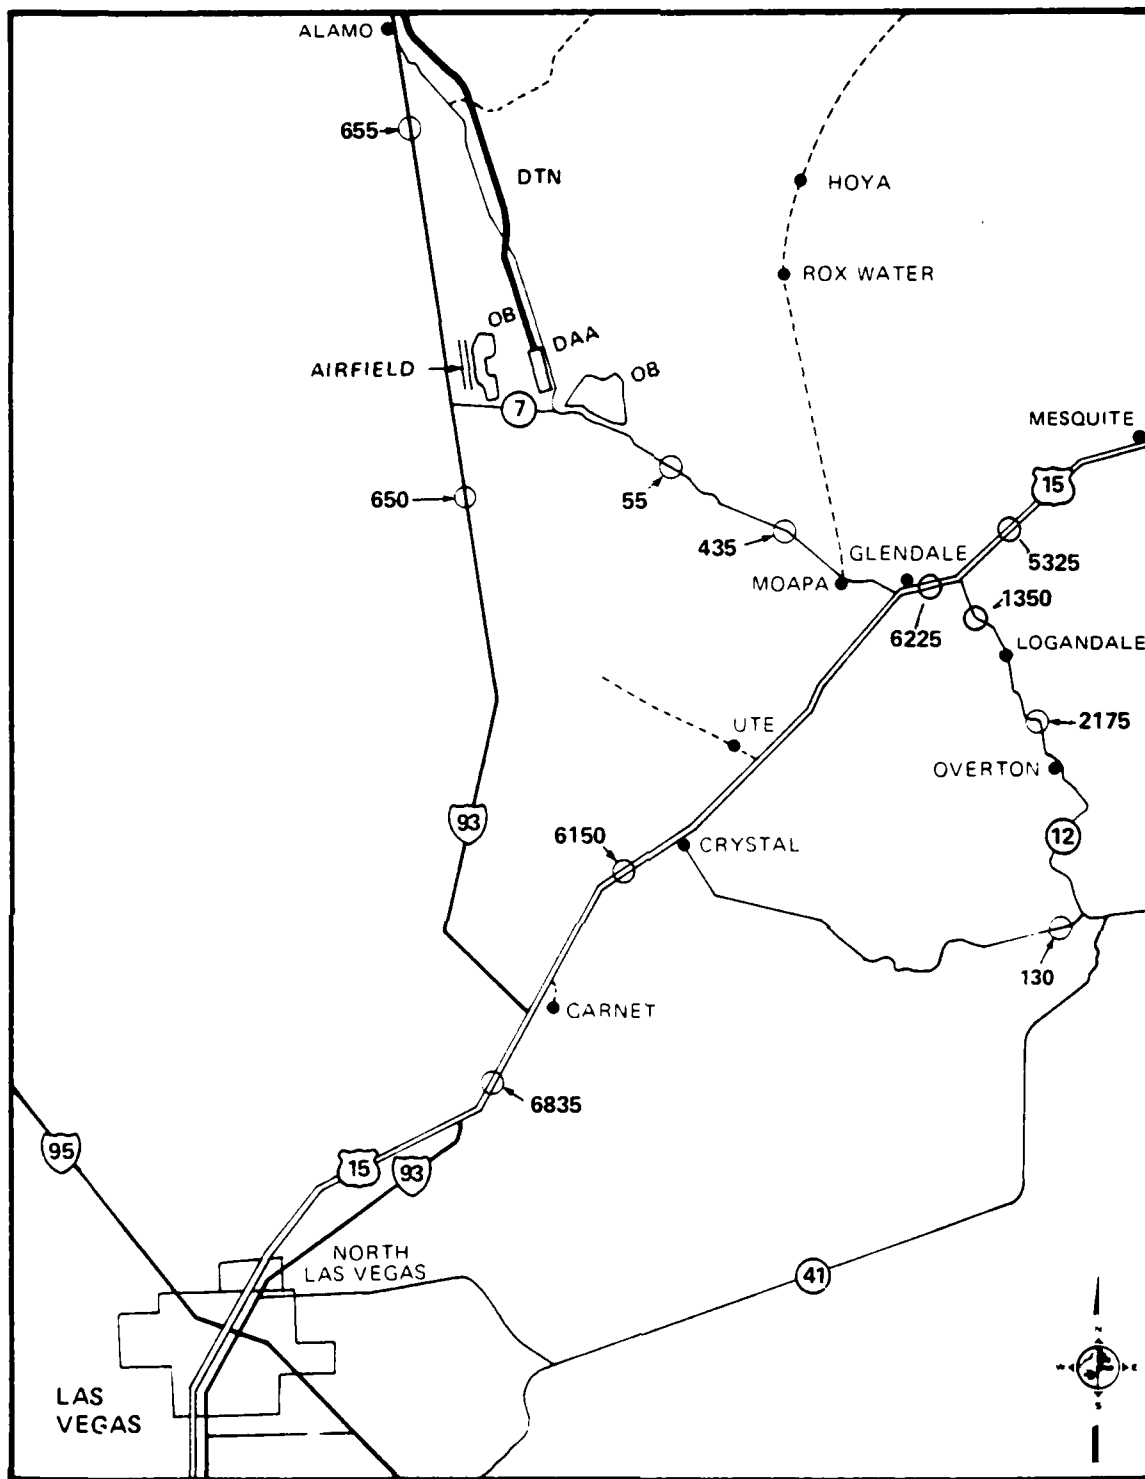 ALAMO
655
DTN
HOYA
ROX WATER
OB
DAA
AIRFIELD
OB
7
MESQUITE
15
650
55
435
GLENDALE
5325
MOAPA
6225
1350
LOGANDALE
UTE
2175
OVERTON
93
6150
CRYSTAL
12
130
GARNET
6835
95
15
93
NORTH
LAS VEGAS
41
LAS
VEGAS
N
W
E
S